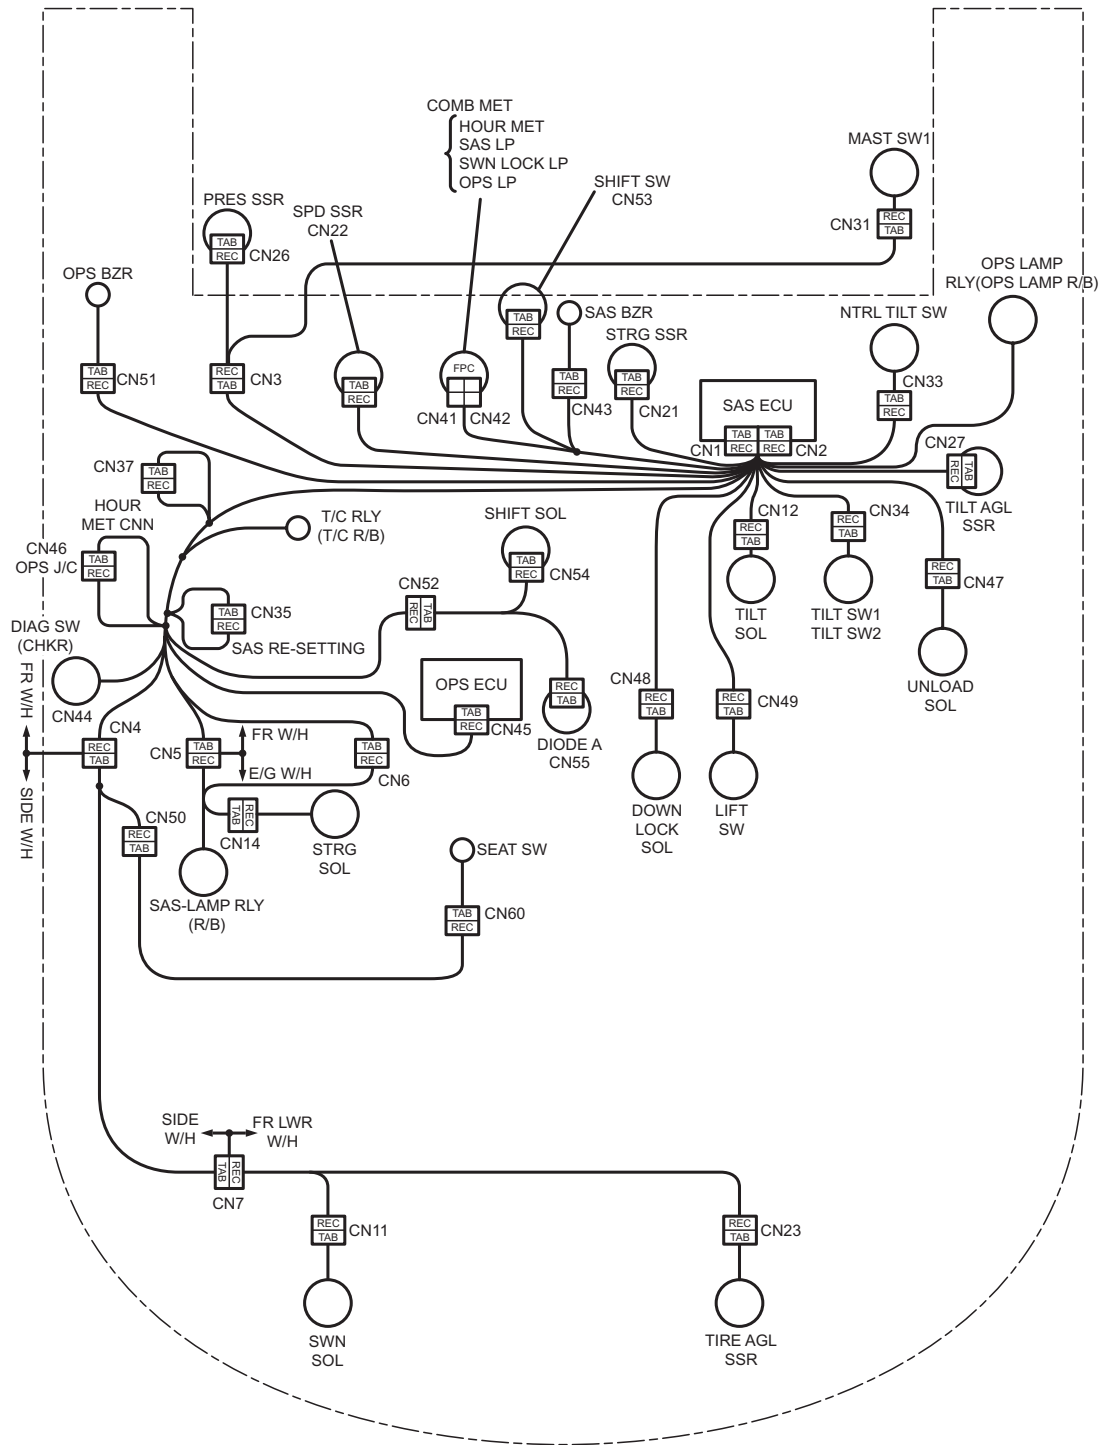 COMB MET
HOUR MET
SAS LP
SWN LOCK LP
OPS LP
MAST SW1
REC
TAB
CN31
SHIFT SW
CN53
PRES SSR
TAB
REC
CN26
SPD SSR
CN22
OPS BZR
OPS LAMP
RLY(OPS LAMP R/B)
NTRL TILT SW
TAB
REC
SAS BZR
STRG SSR
TAB
REC
CN51
REC
TAB
CN3
TAB
REC
FPC
CN41
CN42
TAB
REC
CN43
TAB
REC
CN21
SAS ECU
TAB
TAB
REC
REC
CN1
CN2
CN33
TAB
REC
CN27
REC
TAB
TILT AGL
SSR
CN37
TAB
REC
HOUR
MET CNN
T/C RLY
(T/C R/B)
SHIFT SOL
TAB
REC
CN54
CN12
REC
TAB
TILT
SOL
CN34
REC
TAB
TILT SW1
TILT SW2
REC
TAB
CN47
UNLOAD
SOL
CN46
OPS J/C
TAB
REC
CN52
REC
TAB
TAB
REC
CN35
SAS RE-SETTING
DIAG SW
(CHKR)
CN44
FR W/H
SIDE W/H
CN4
REC
TAB
CN5
TAB
REC
FR W/H
E/G W/H
TAB
REC
CN6
OPS ECU
TAB
REC
CN45
REC
TAB
DIODE A
CN55
CN48
REC
TAB
DOWN
LOCK
SOL
REC
TAB
CN49
LIFT
SW
CN50
REC
TAB
TAB
REC
CN14
STRG
SOL
SAS-LAMP RLY
(R/B)
SEAT SW
TAB
REC
CN60
SIDE
W/H
FR LWR
W/H
TAB
REC
CN7
REC
TAB
CN11
SWN
SOL
REC
TAB
CN23
TIRE AGL
SSR